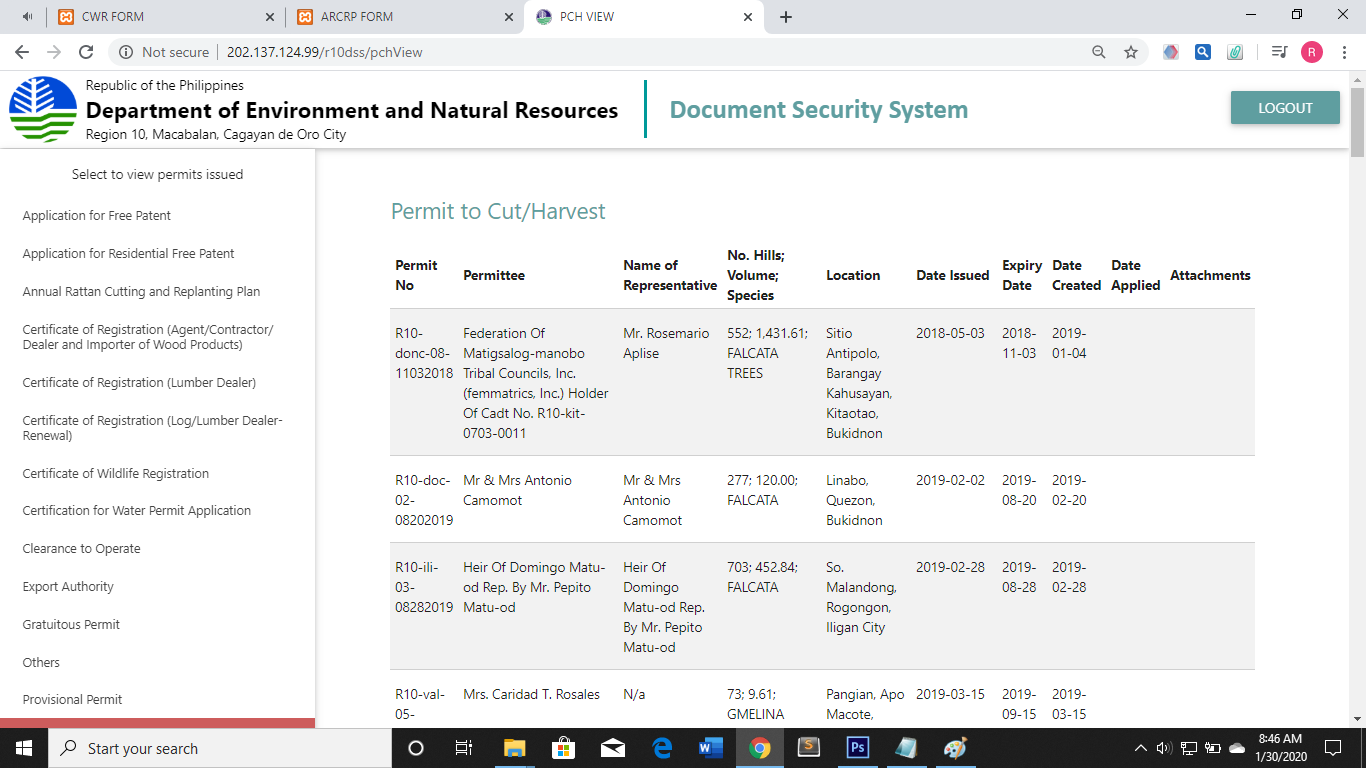 CWR FORM
ARCRP FORM
PCH VIEW
Not secure
202.137.124.99/r10dss/pchView
R
Republic of the Philippines
Department of Environment and Natural Resources
Region 10, Macabalan, Cagayan de Oro City
Document Security System
LOGOUT
Select to view permits issued
Application for Free Patent
Application for Residential Free Patent
Annual Rattan Cutting and Replanting Plan
Certificate of Registration (Agent/Contractor/
Dealer and Importer of Wood Products)
Certificate of Registration (Lumber Dealer)
Certificate of Registration (Log/Lumber Dealer-
Renewal)
Certificate of Wildlife Registration
Certification for Water Permit Application
Clearance to Operate
Export Authority
Gratuitous Permit
Others
Provisional Permit
Permit to Cut/Harvest
Permit
No
Permittee
Name of
Representative
No. Hills;
Volume;
Species
Location
Date Issued
Expiry
Date
Date
Created
Date
Applied
Attachments
R10-
donc-08-
11032018
Federation Of
Matigsalog-manobo
Tribal Councils, Inc.
(femmatrics, Inc.) Holder
Of Cadt No. R10-kit-
0703-0011
Mr. Rosemario
Aplise
552; 1,431.61;
FALCATA
TREES
Sitio
Antipolo,
Barangay
Kahusayan,
Kitaotao,
Bukidnon
2018-05-03
2018-
11-03
2019-
01-04
R10-doc-
02-
08202019
Mr & Mrs Antonio
Camomot
Mr & Mrs
Antonio
Camomot
277; 120.00;
FALCATA
Linabo,
Quezon,
Bukidnon
2019-02-02
2019-
08-20
2019-
02-20
R10-ili-
03-
08282019
Heir Of Domingo Matu-
od Rep. By Mr. Pepito
Matu-od
Heir Of
Domingo
Matu-od Rep.
By Mr. Pepito
Matu-od
703; 452.84;
FALCATA
So.
Malandong,
Rogongon,
Iligan City
2019-02-28
2019-
08-28
2019-
02-28
R10-val-
05-
Mrs. Caridad T. Rosales
N/a
73; 9.61;
GMELINA
Pangian, Apo
Macote,
2019-03-15
2019-
09-15
2019-
03-15
Start your search
W
S
Ps
8:46 AM
1/30/2020